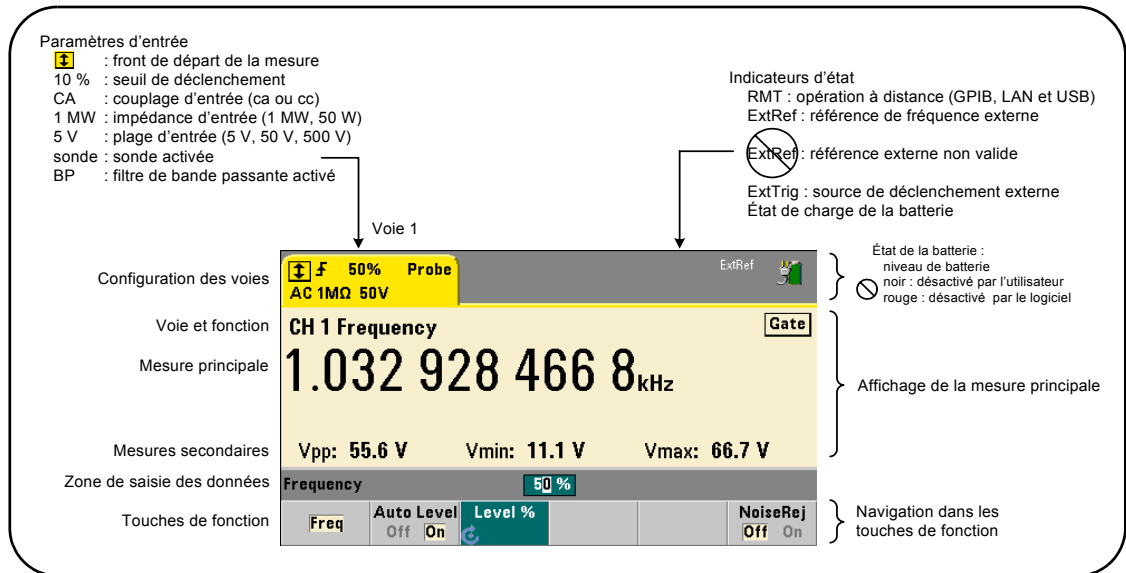 Paramètres d'entrée
: front de départ de la mesure
10 % : seuil de déclenchement
CA : couplage d'entrée (ca ou cc)
1 MW : impédance d'entrée (1 MW, 50 W)
5 V : plage d'entrée (5 V, 50 V, 500 V)
sonde : sonde activée
BP : filtre de bande passante activé
Indicateurs d'état
RMT : opération à distance (GPIB, LAN et USB)
ExtRef : référence de fréquence externe
ExtRef : référence externe non valide
ExtTrig : source de déclenchement externe
État de charge de la batterie
Voie 1
Configuration des voies
50% Probe
AC 1MΩ 50V
ExtRef
État de la batterie :
niveau de batterie
noir : désactivé par l'utilisateur
rouge : désactivé par le logiciel
Voie et fonction
CH 1 Frequency
Gate
Mesure principale
1.032 928 466 8 kHz
Affichage de la mesure principale
Mesures secondaires
Vpp: 55.6 V Vmin: 11.1 V Vmax: 66.7 V
Zone de saisie des données
Frequency 50 %
Touches de fonction
Freq
Auto Level
Off On
Level %
NoiseRej
Off On
Navigation dans les
touches de fonction